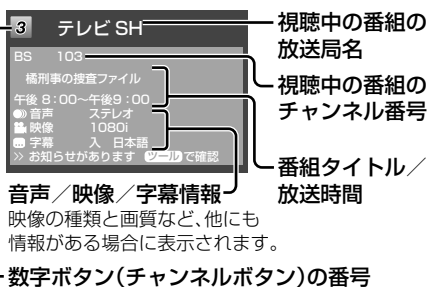 3 テレビ SH
BS 103
橘刑事の捜査ファイル
午後 8:00~午後9:00
音声 ステレオ
映像 1080i
字幕 入 日本語
>> お知らせがあります ツールで確認
視聴中の番組の
放送局名
視聴中の番組の
チャンネル番号
番組タイトル/
放送時間
音声/映像/字幕情報
映像の種類と画質など、他にも
情報がある場合に表示されます。
数字ボタン(チャンネルボタン)の番号